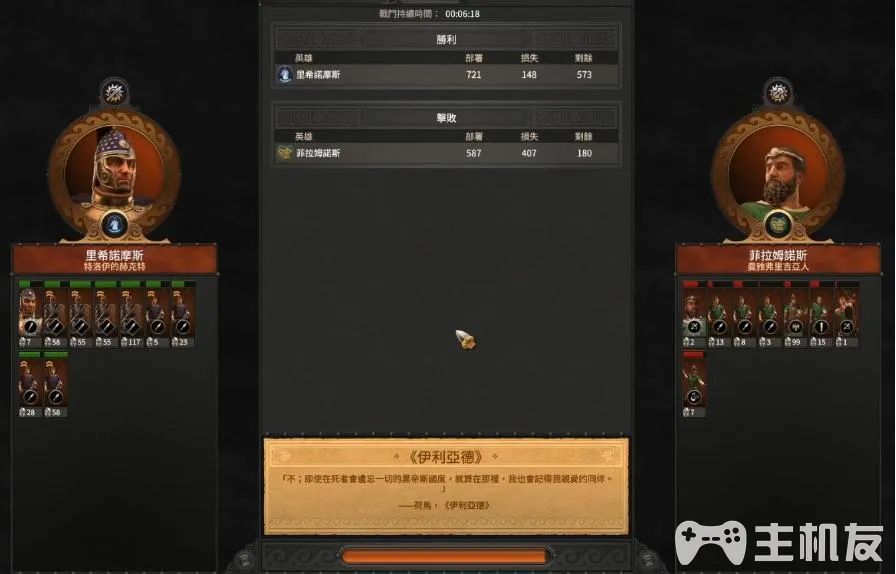 戰鬥持續時間： 00:06:18
勝利
英雄 部署 損失 剩餘
里希諾摩斯 721 148 573
擊敗
英雄 部署 損失 剩餘
菲拉姆諾斯 587 407 180
里希諾摩斯
特洛伊的赫克特
7 58 55 55 117 5 23
28 58
菲拉姆諾斯
曼雅弗里吉亞人
2 13 8 3 99 15 1
7
《伊利亞德》
「不；即使在死者會遺忘一切的黑帝斯國度，就算在那裡，我也會記得我親愛的同伴。
」
——荷馬，《伊利亞德》
主机友